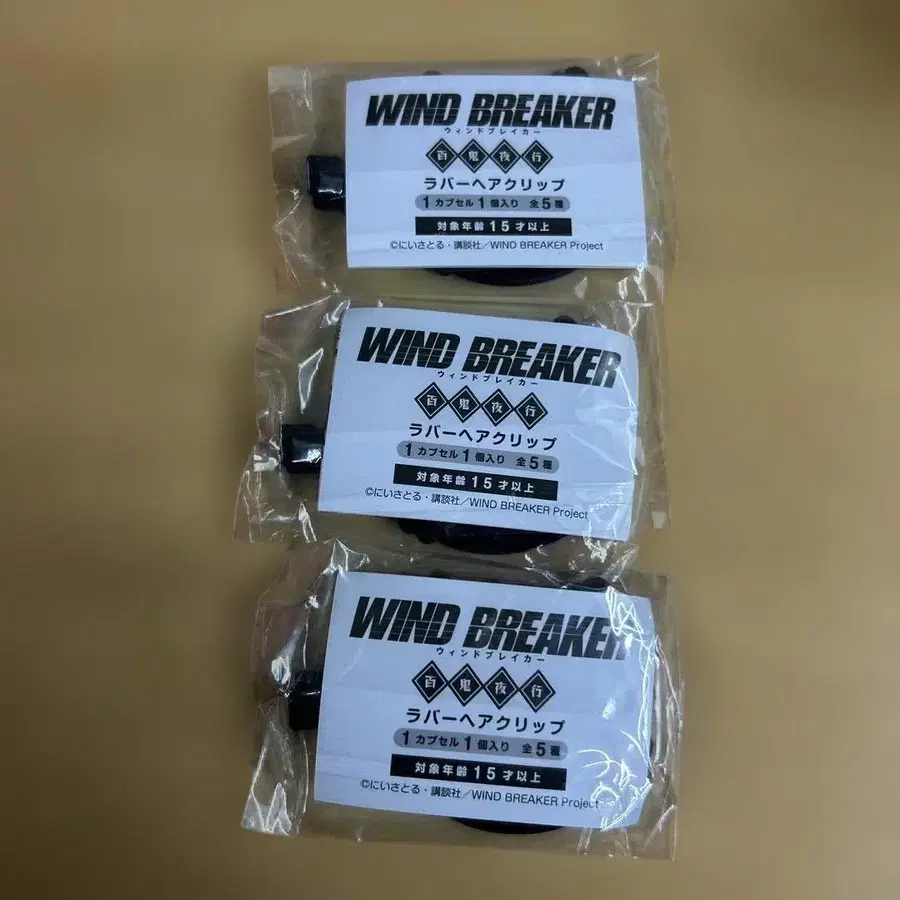 WIND BREAKER
ウィンドブレイカー
百鬼夜行
ラバーヘアクリップ
1カプセル1個入り 全5種
対象年齢15才以上
©にいさとる・講談社/WIND BREAKER Project
WIND BREAKER
ウィンドブレイカー
百鬼夜行
ラバーヘアクリップ
1カプセル1個入り 全5種
対象年齢15才以上
©にいさとる・講談社/WIND BREAKER Project
WIND BREAKER
ウィンドブレイカー
百鬼夜行
ラバーヘアクリップ
1カプセル1個入り 全5種
対象年齢15才以上
©にいさとる・講談社/WIND BREAKER Project